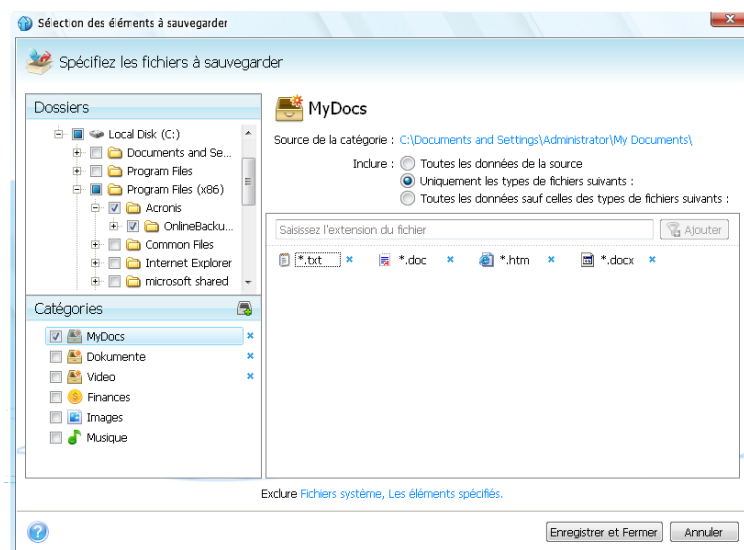 Sélection des éléments à sauvegarder
Spécifiez les fichiers à sauvegarder
Dossiers
Local Disk (C:)
Documents and Se...
Program Files
Program Files (x86)
Acronis
OnlineBacku...
Common Files
Internet Explorer
microsoft shared
Catégories
MyDocs
Dokumente
Video
Finances
Images
Musique
MyDocs
Source de la catégorie : C:\Documents and Settings\Administrator\My Documents\
Inclure : Toutes les données de la source
Uniquement les types de fichiers suivants :
Toutes les données sauf celles des types de fichiers suivants :
Saisissez l'extension du fichier Ajouter
*.txt *.doc *.htm *.docx
Exclure Fichiers système, Les éléments spécifiés.
Enregistrer et Fermer Annuler